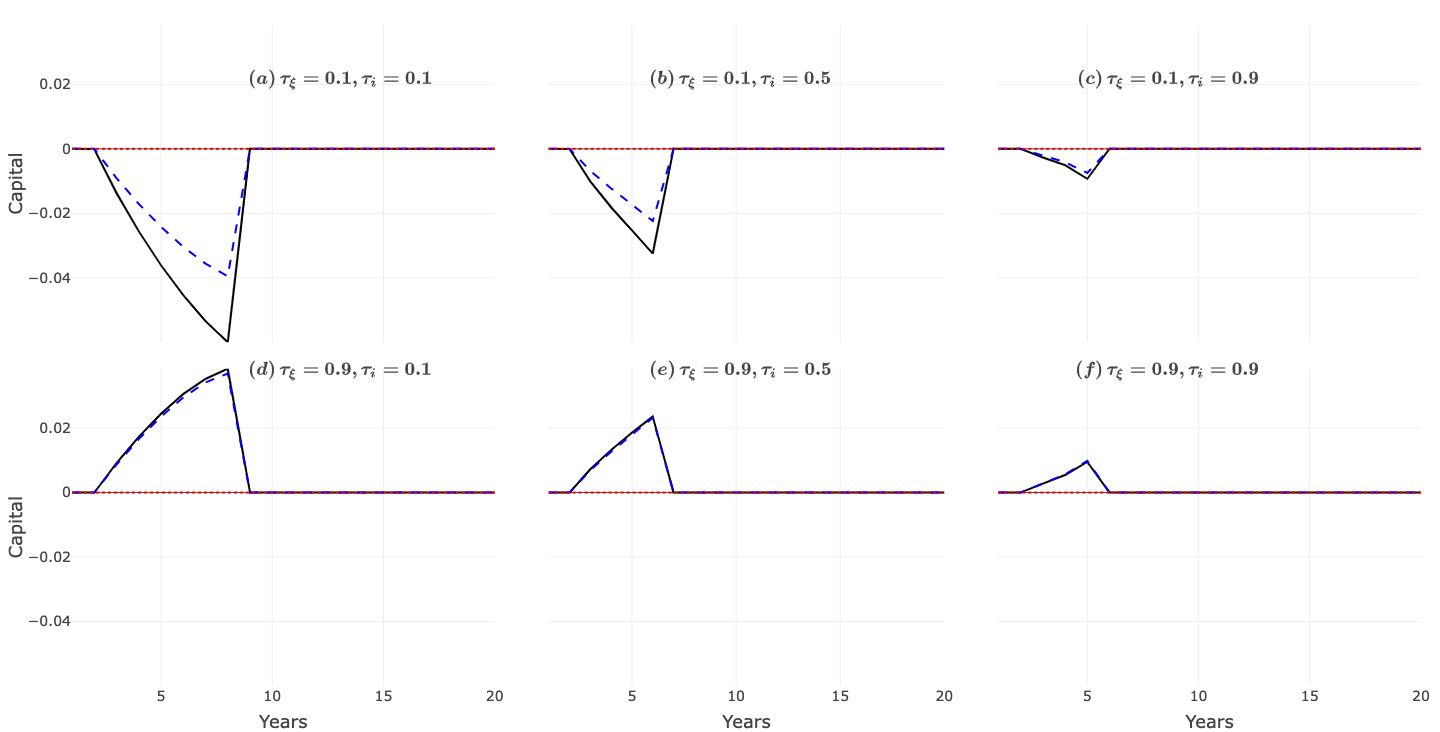 (a) τ_ξ = 0.1, τ_i = 0.1
(b) τ_ξ = 0.1, τ_i = 0.5
(c) τ_ξ = 0.1, τ_i = 0.9
0.02
0
−0.02
−0.04
Capital
(d) τ_ξ = 0.9, τ_i = 0.1
(e) τ_ξ = 0.9, τ_i = 0.5
(f) τ_ξ = 0.9, τ_i = 0.9
0.02
0
−0.02
−0.04
Capital
5 10 15 20
5 10 15 20
5 10 15 20
Years
Years
Years